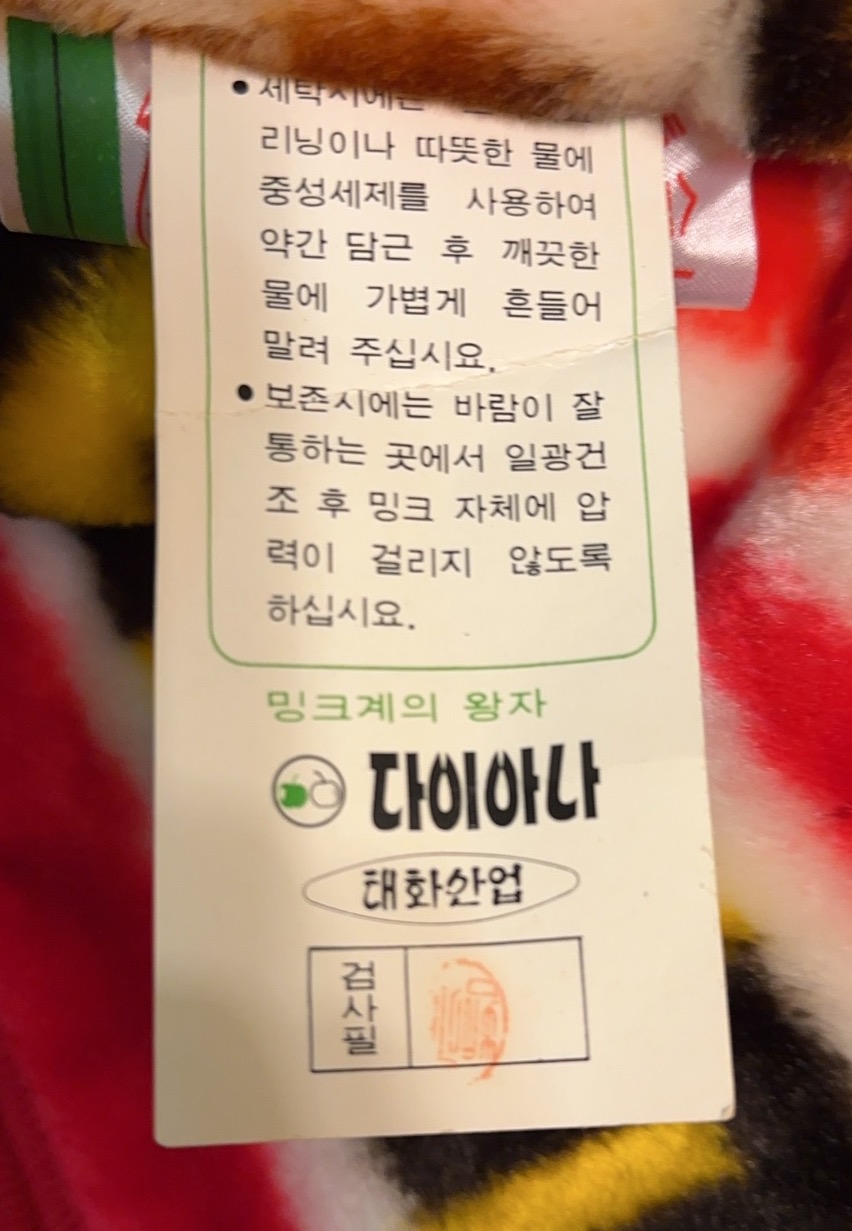 ● 세탁시에는
리닝이나 따뜻한 물에
중성세제를 사용하여
약간 담근 후 깨끗한
물에 가볍게 흔들어
말려 주십시요.
● 보존시에는 바람이 잘
통하는 곳에서 일광건
조 후 밍크 자체에 압
력이 걸리지 않도록
하십시요.
밍크계의 왕자
다이아나
태화산업
검사필